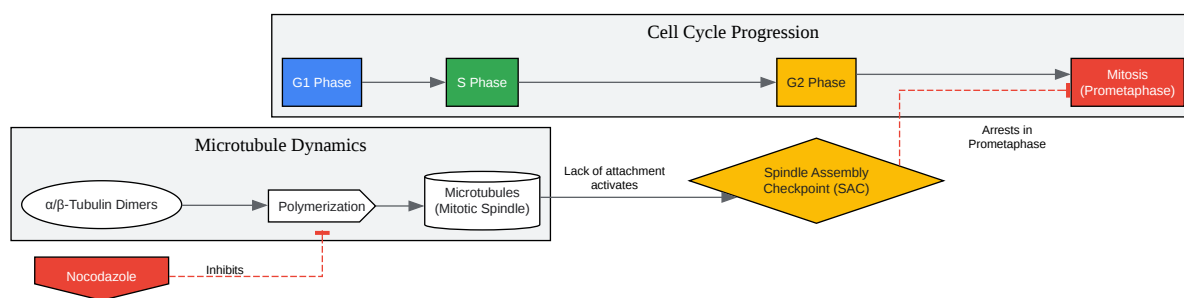 Cell Cycle Progression
G1 Phase
S Phase
G2 Phase
Mitosis
(Prometaphase)
Arrests in
Prometaphase
Microtubule Dynamics
α/β-Tubulin Dimers
Polymerization
Microtubules
(Mitotic Spindle)
Lack of attachment
activates
Spindle Assembly
Checkpoint (SAC)
Nocodazole
Inhibits